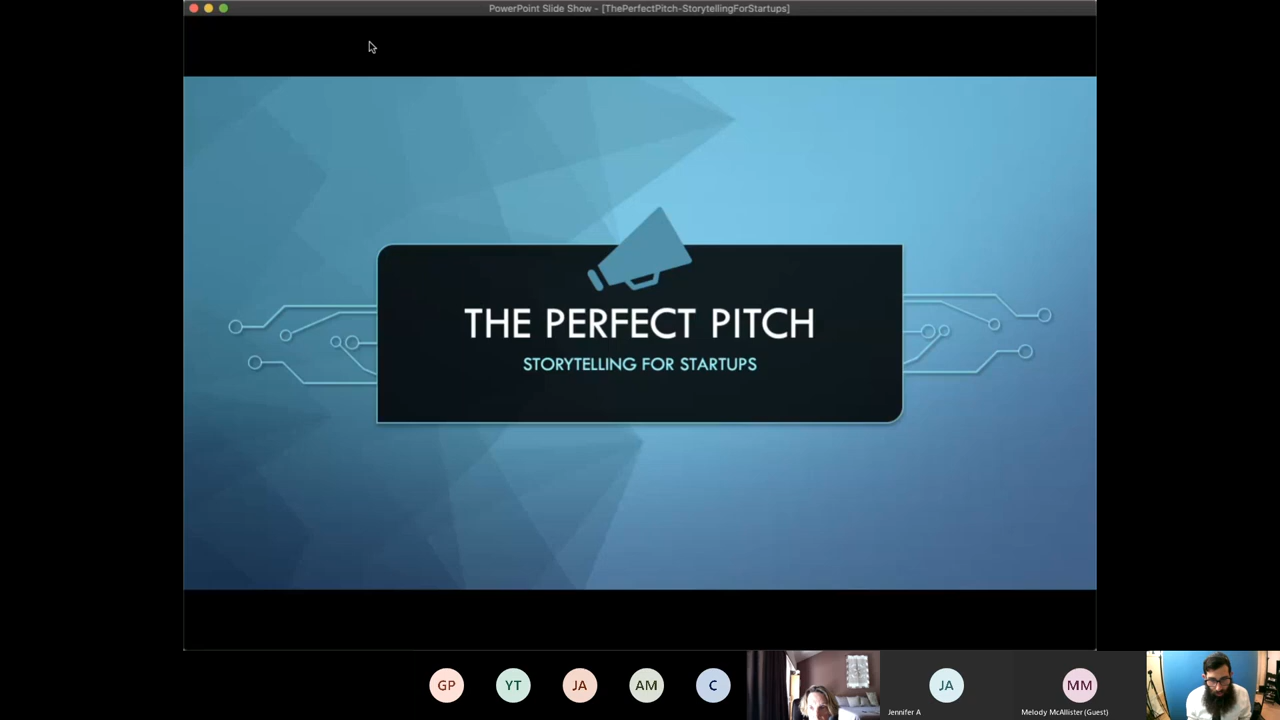 PowerPoint Slide Show - [ThePerfectPitch-StorytellingForStartups]
THE PERFECT PITCH
STORYTELLING FOR STARTUPS
GP
YT
JA
AM
C
JA
MM
Jennifer A
Melody McAllister (Guest)